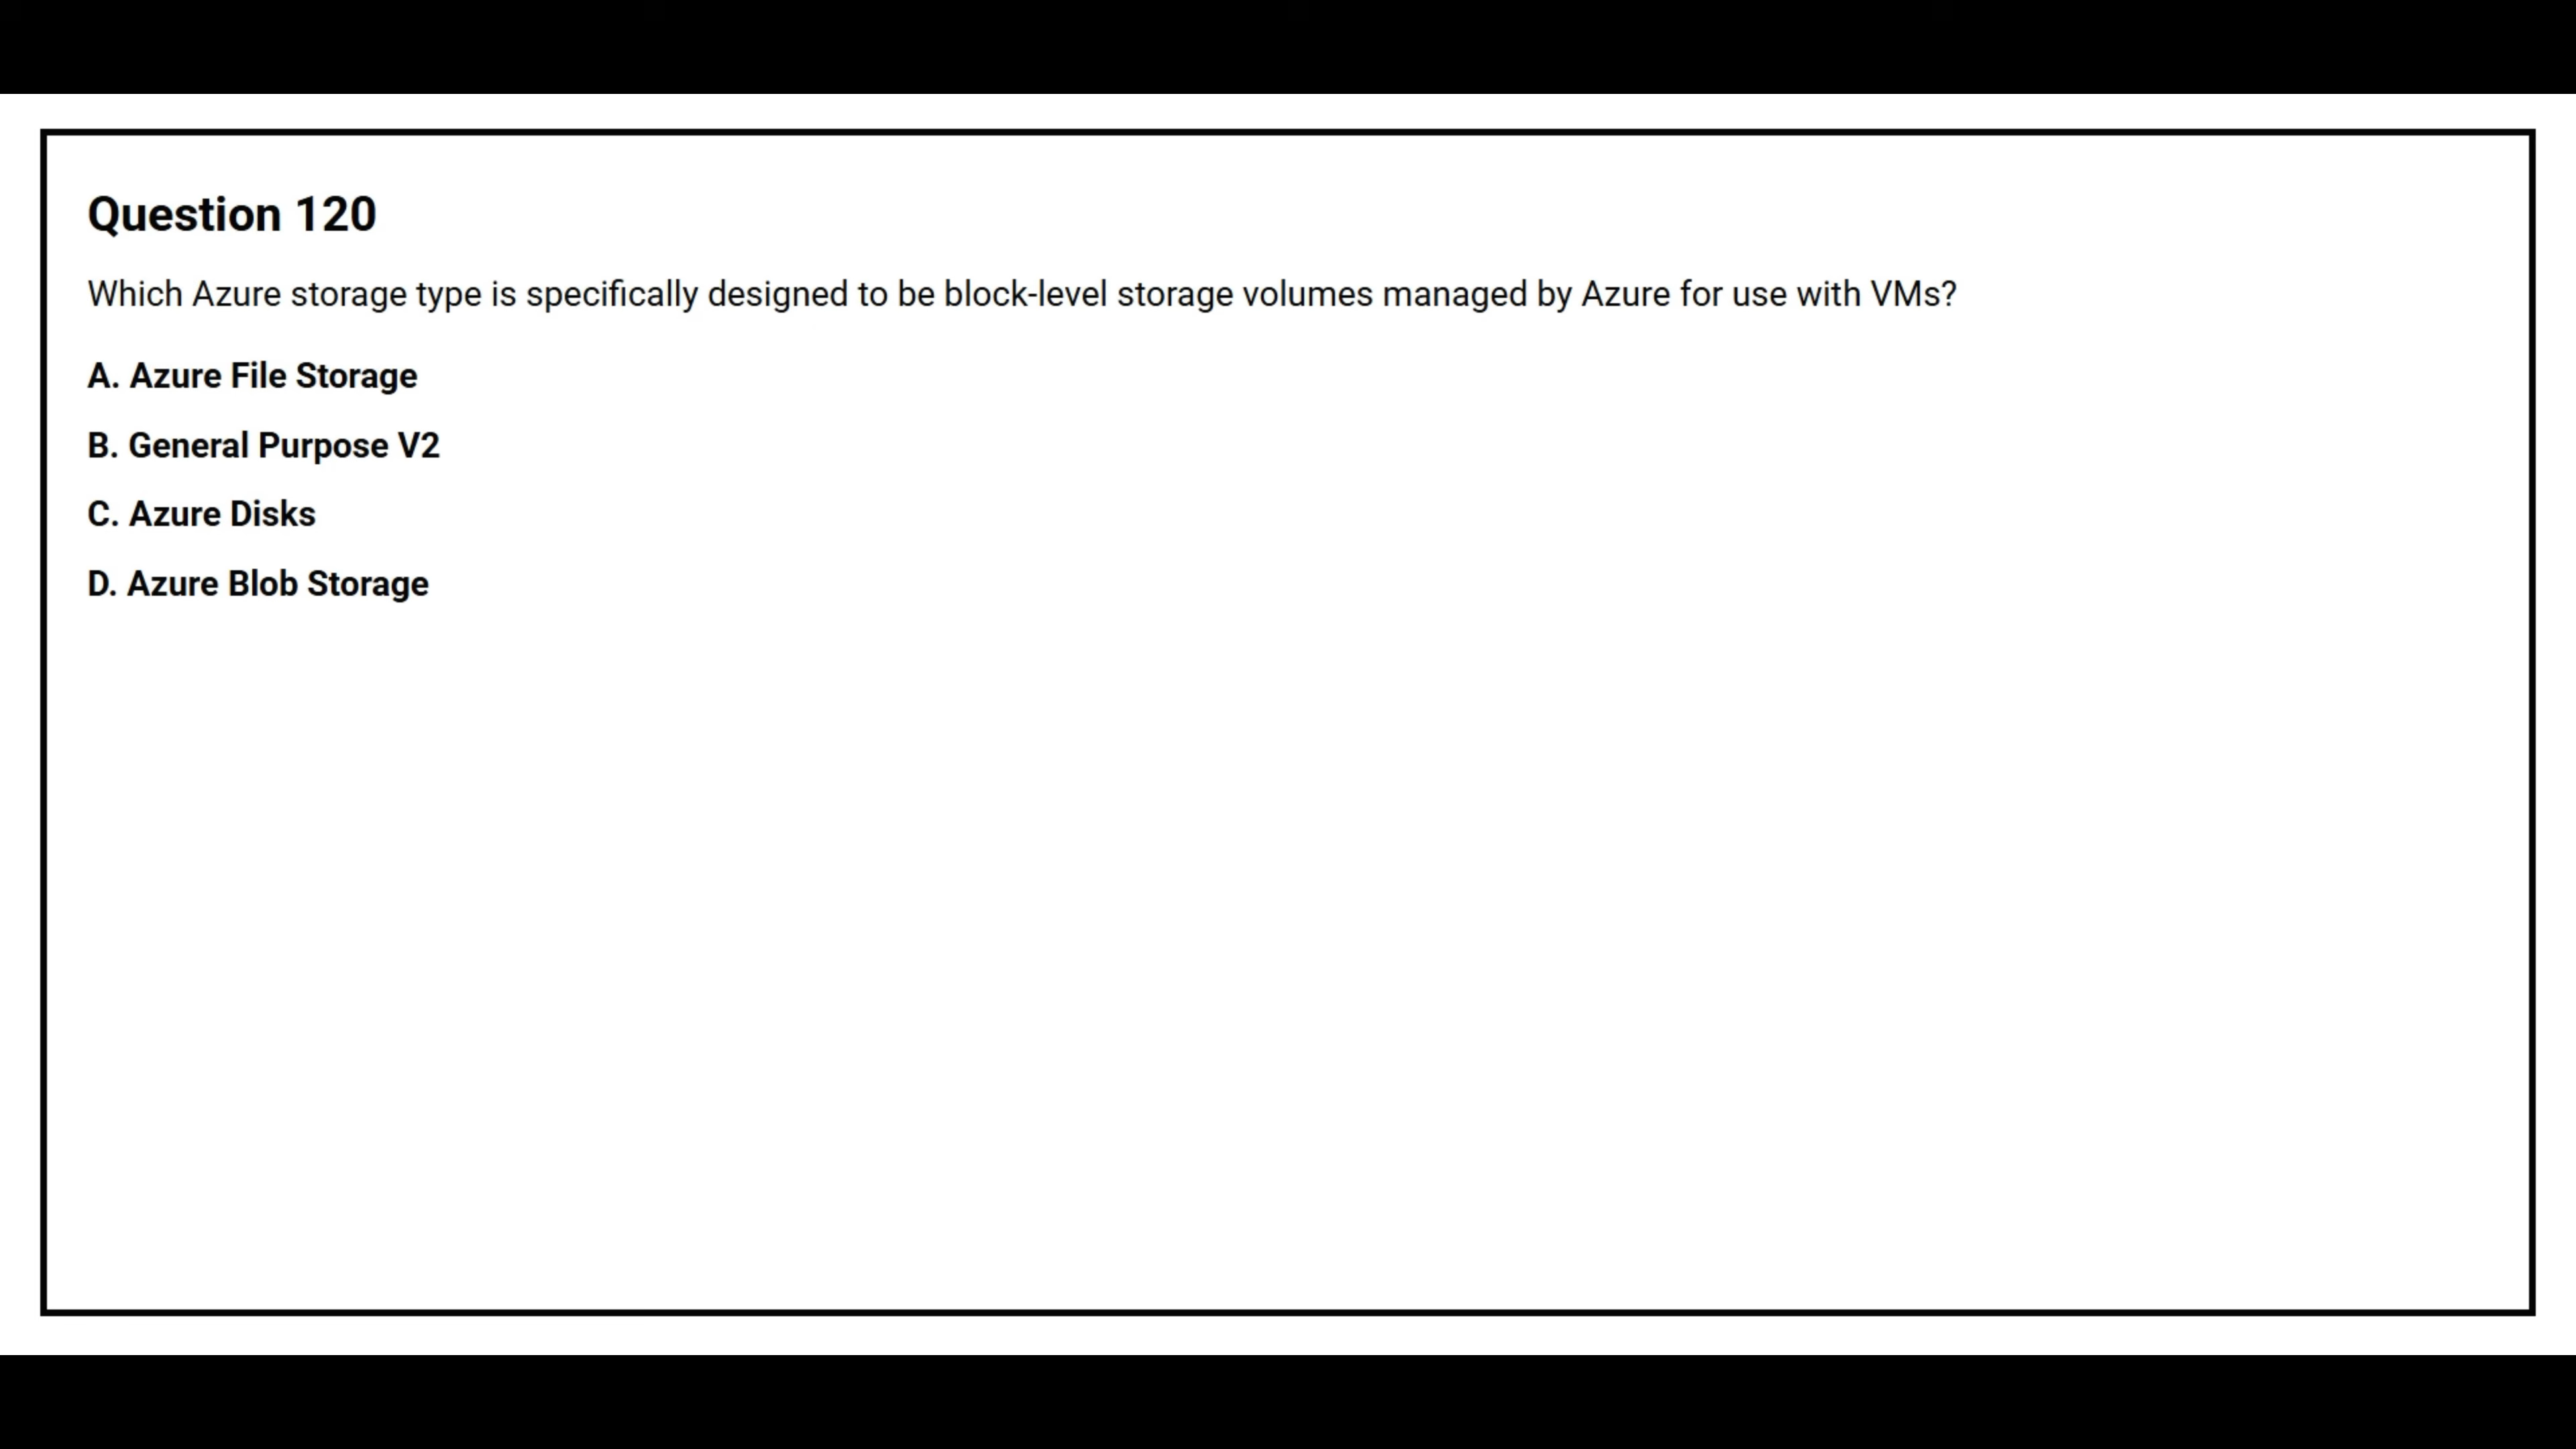 Question 120
Which Azure storage type is specifically designed to be block-level storage volumes managed by Azure for use with VMs?
A. Azure File Storage
B. General Purpose V2
C. Azure Disks
D. Azure Blob Storage